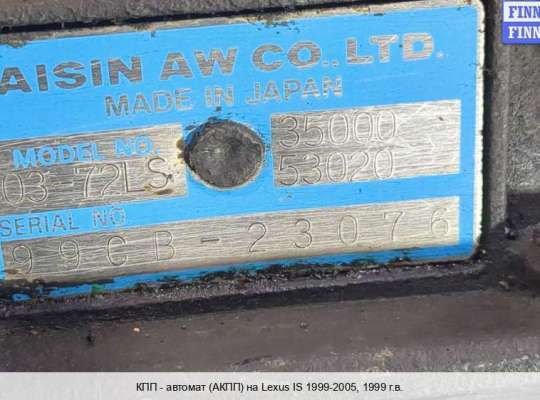 FINN
FINN
AISIN AW CO., LTD.
MADE IN JAPAN
MODEL NO.
03-72LS
35000
53020
SERIAL NO
99CB-23076
КПП - автомат (АКПП) на Lexus IS 1999-2005, 1999 г.в.